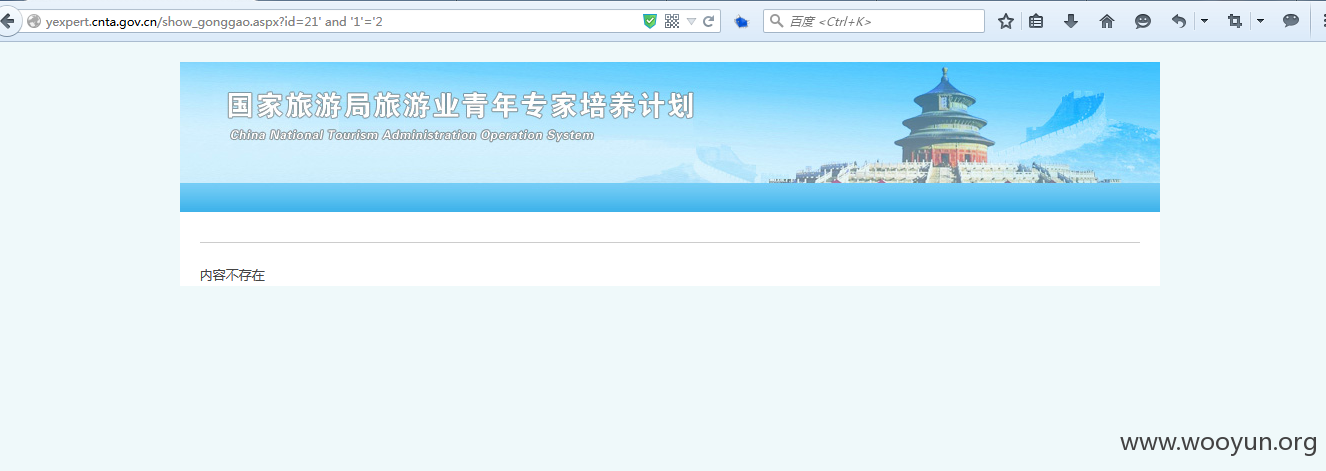 yexpert.cnta.gov.cn/show_gonggao.aspx?id=21' and '1'='2
百度 <Ctrl+K>
国家旅游局旅游业青年专家培养计划
China National Tourism Administration Operation System
内容不存在
www.wooyun.org